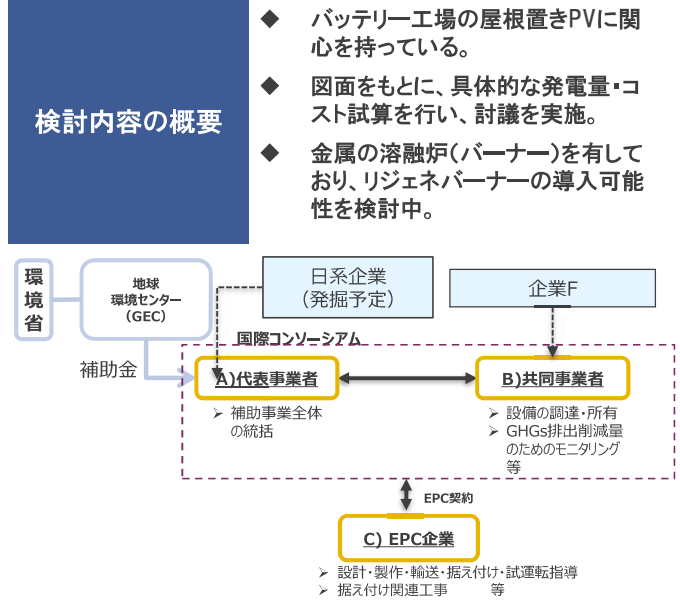 検討内容の概要
◆ バッテリー工場の屋根置きPVに関
心を持っている。
◆ 図面をもとに、具体的な発電量・コ
スト試算を行い、討議を実施。
◆ 金属の溶融炉(バーナー)を有して
おり、リジェネバーナーの導入可能
性を検討中。
環
境
省
地球
環境センター
(GEC)
日系企業
(発掘予定)
企業F
国際コンソーシアム
補助金
A)代表事業者
B)共同事業者
➢ 補助事業全体
の統括
➢ 設備の調達・所有
➢ GHGs排出削減量
のためのモニタリング
等
EPC契約
C) EPC企業
➢ 設計・製作・輸送・据え付け・試運転指導
➢ 据え付け関連工事 等